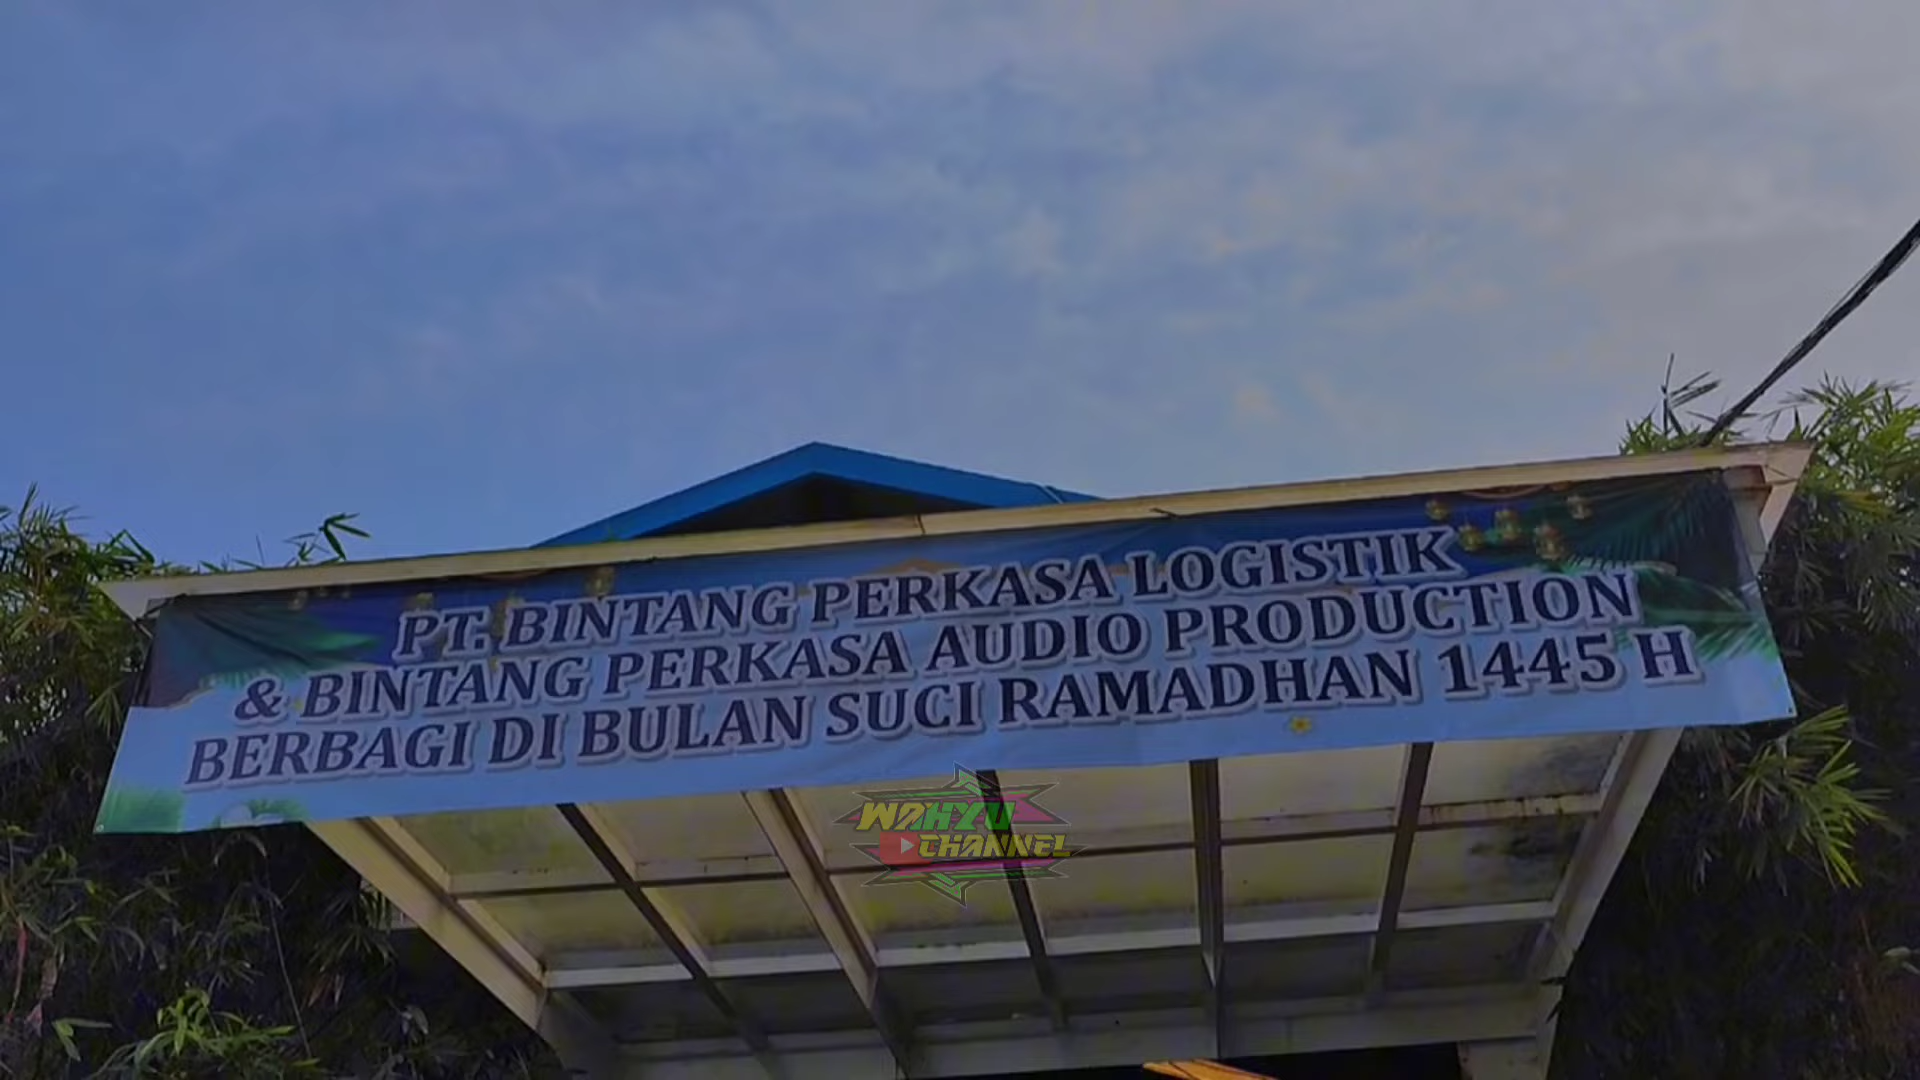 PT. BINTANG PERKASA LOGISTIK
& BINTANG PERKASA AUDIO PRODUCTION
BERBAGI DI BULAN SUCI RAMADHAN 1445 H
WAHYU
CHANNEL